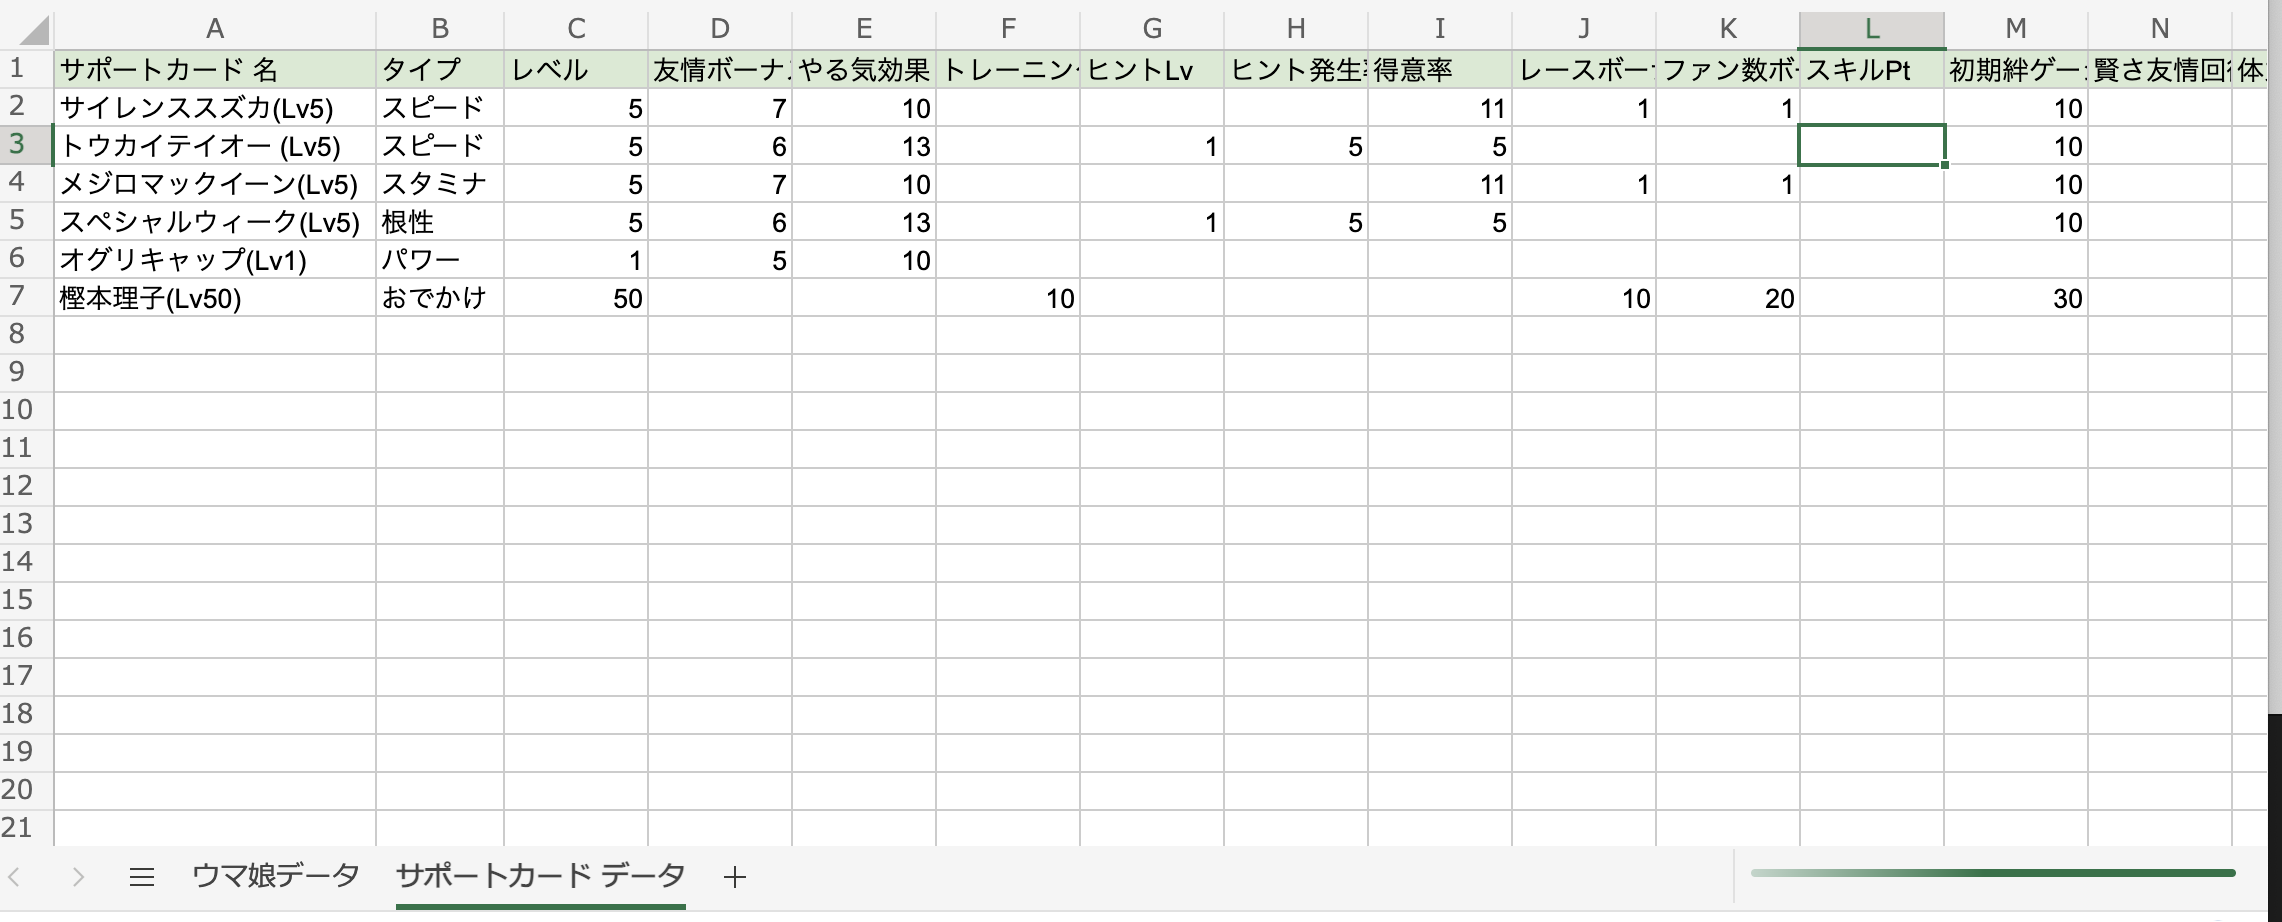 A B C D E F G H I J K L M N
1 サポートカード 名 タイプ レベル 友情ボーナ やる気効果 トレーニン ヒントLv ヒント発生 得意率 レースボー ファン数ボ スキルPt 初期絆ゲー 賢さ友情回 体
2 サイレンススズカ(Lv5) スピード 5 7 10 11 1 1 10
3 トウカイテイオー (Lv5) スピード 5 6 13 1 5 5 10
4 メジロマックイーン(Lv5) スタミナ 5 7 10 11 1 1 10
5 スペシャルウィーク(Lv5) 根性 5 6 13 1 5 5 10
6 オグリキャップ(Lv1) パワー 1 5 10
7 樫本理子(Lv50) おでかけ 50 10 10 20 30
8
9
10
11
12
13
14
15
16
17
18
19
20
21
ウマ娘データ サポートカード データ